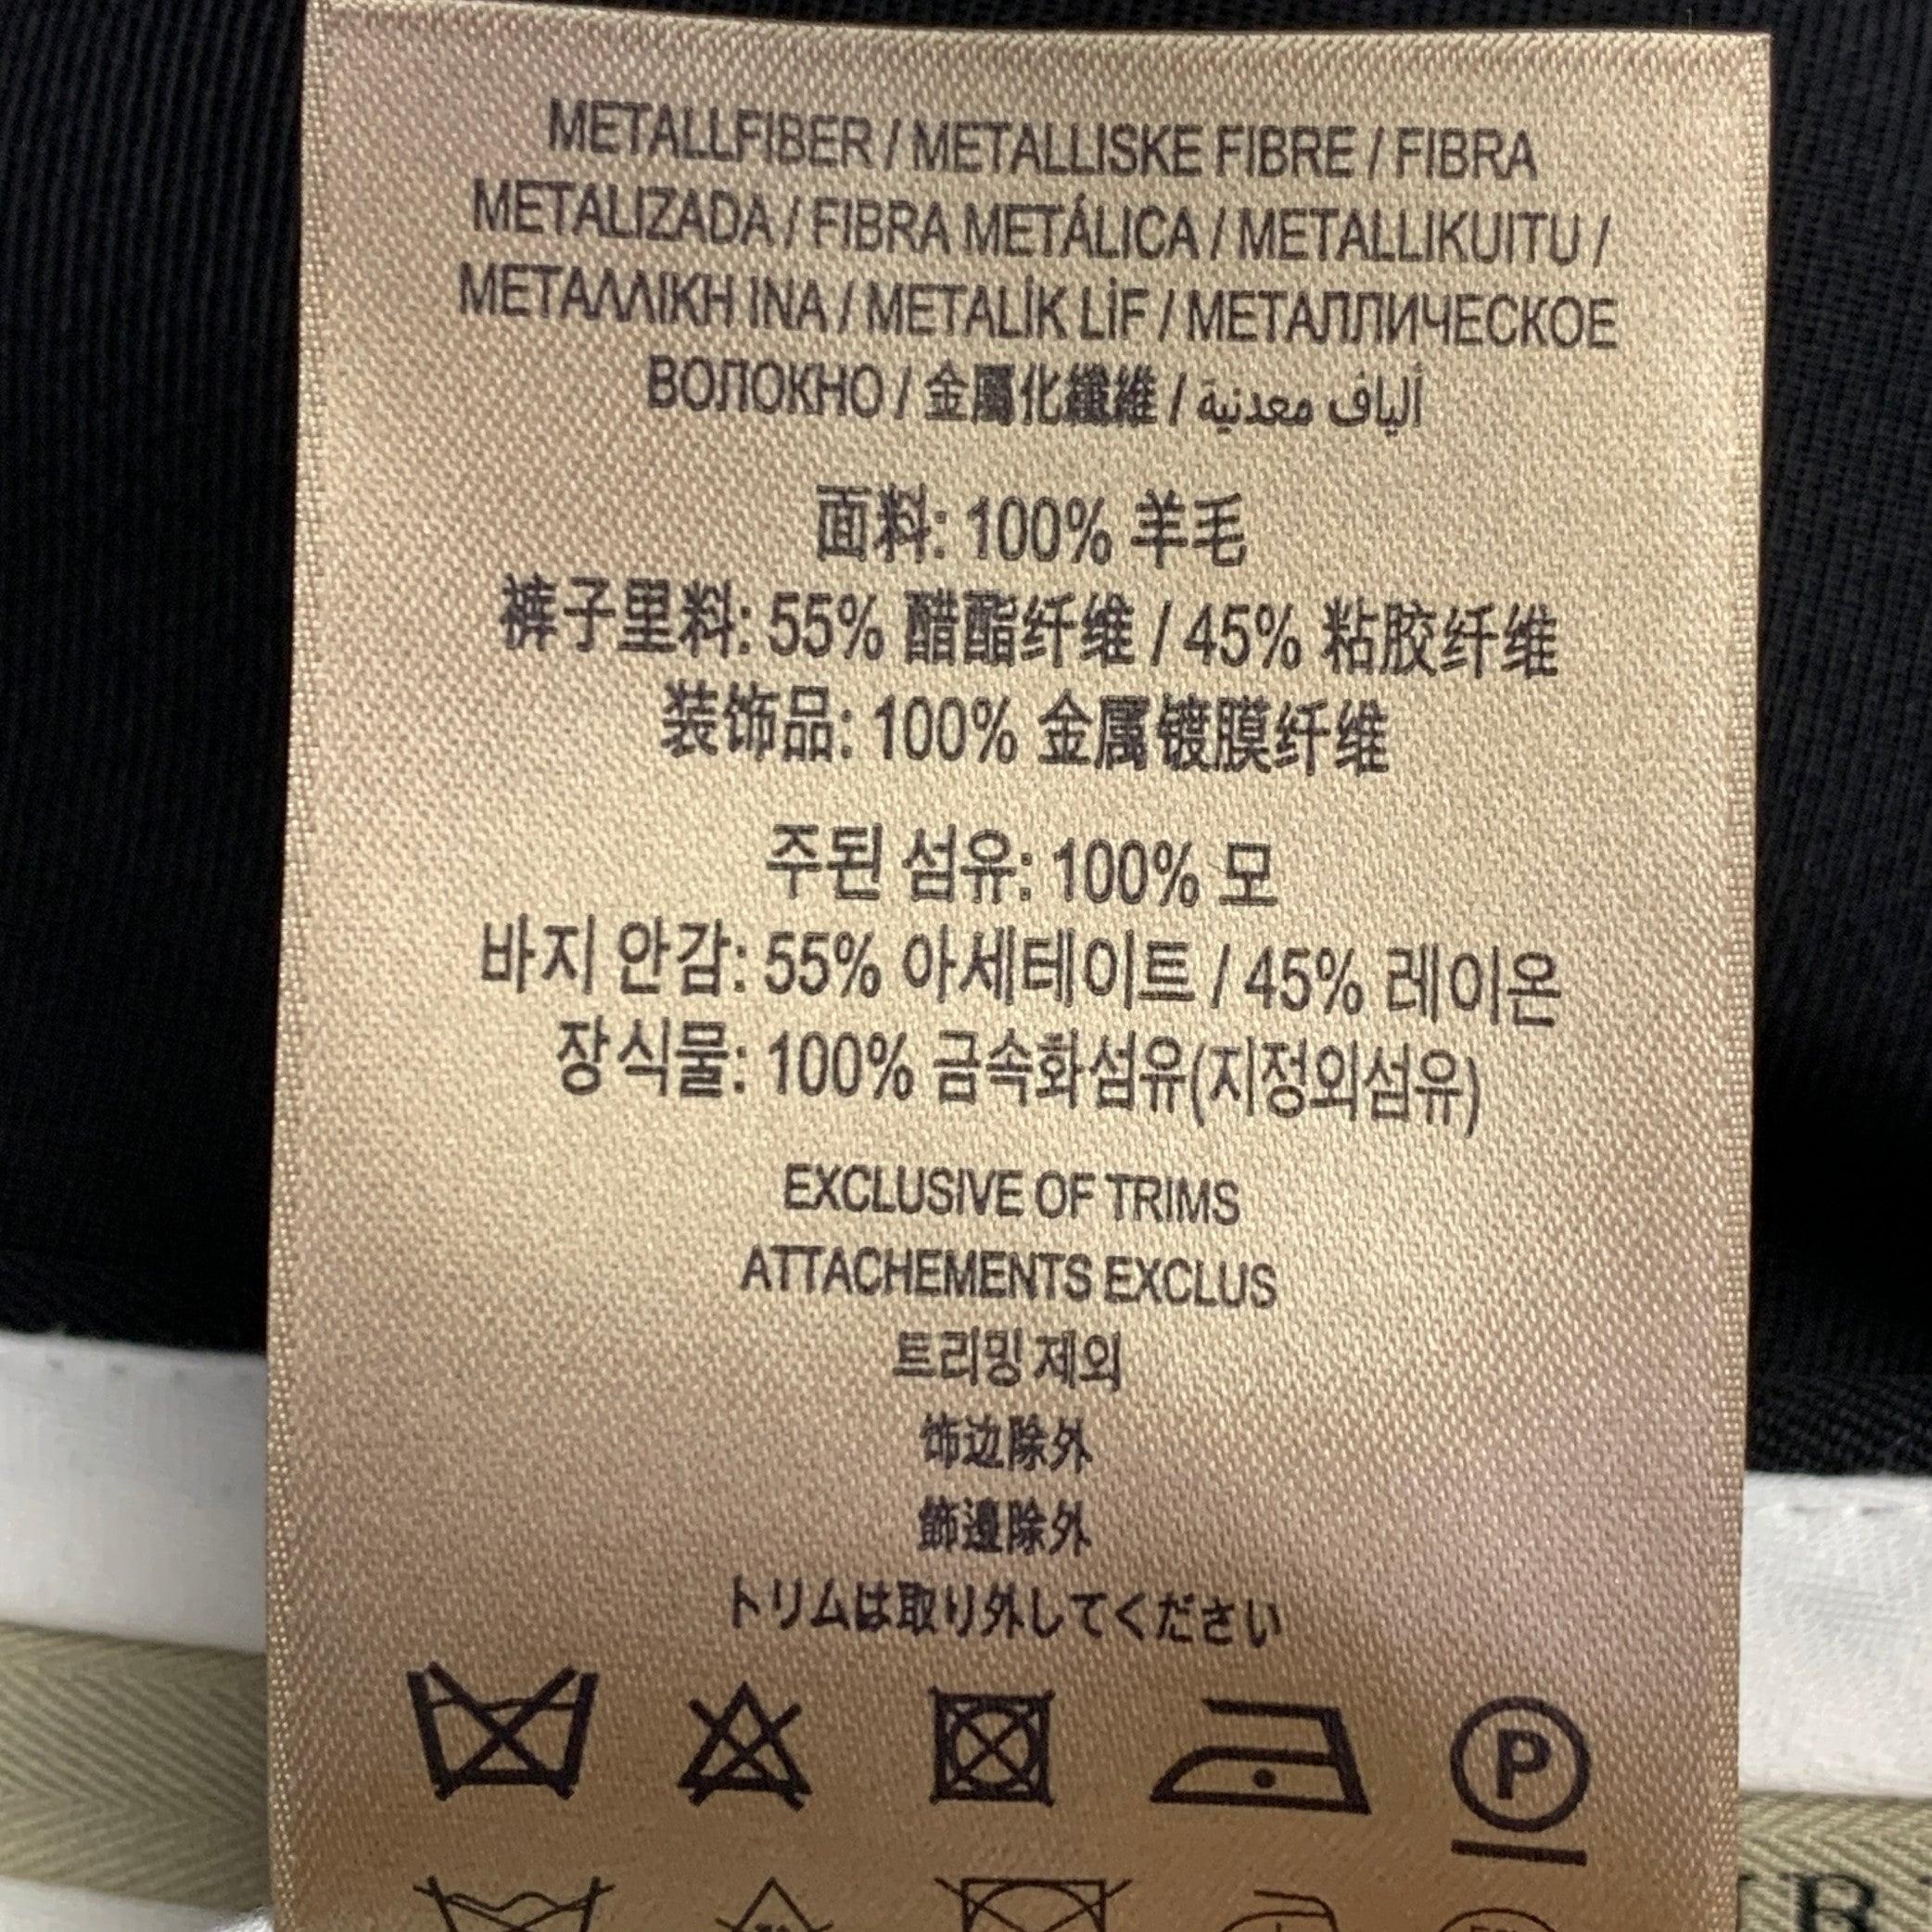 METALLFIBER / METALLISKE FIBRE / FIBRA
METALIZADA / FIBRA METÁLICA / METALLIKUITU /
ΜΕΤΑΛΛΙΚΗ ΙΝΑ / METALİK LİF / МЕТАЛЛИЧЕСКОЕ
ВОЛОКНО / 金屬化纖維 / ألياف معدنية
面料: 100% 羊毛
裤子里料: 55% 醋酯纤维 / 45% 粘胶纤维
装饰品: 100% 金属镀膜纤维
주된 섬유: 100% 모
바지 안감: 55% 아세테이트 / 45% 레이온
장식물: 100% 금속화섬유(지정외섬유)
EXCLUSIVE OF TRIMS
ATTACHEMENTS EXCLUS
트리밍 제외
饰边除外
飾邊除外
トリムは取り外してください
P